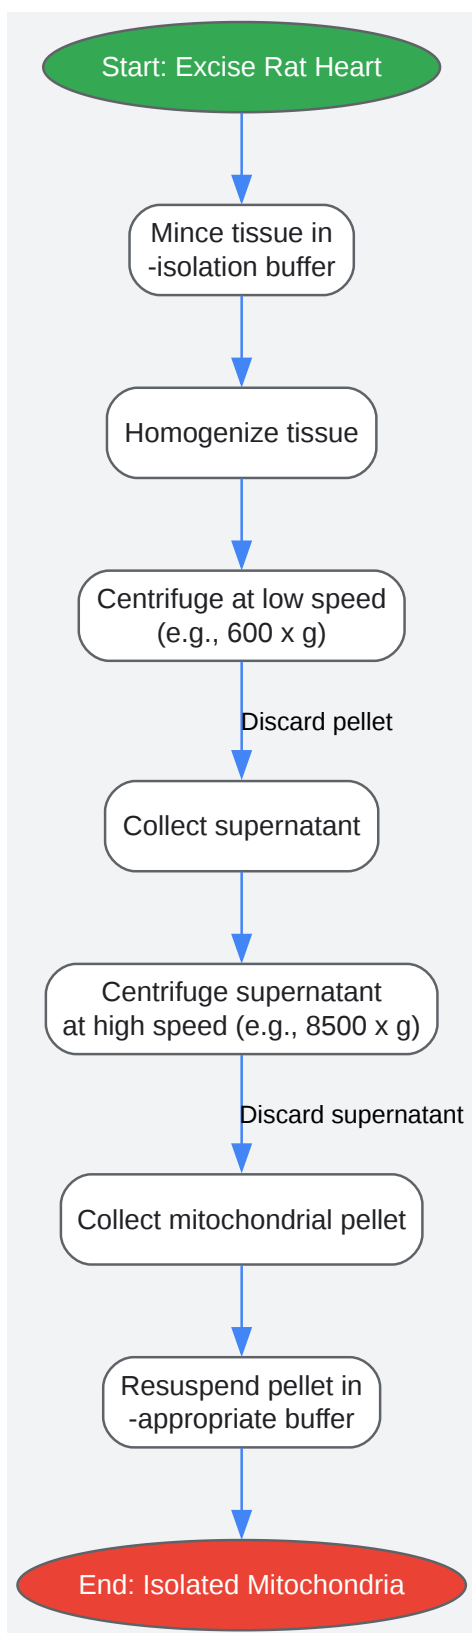 Start: Excise Rat Heart
Mince tissue in
-isolation buffer
Homogenize tissue
Centrifuge at low speed
(e.g., 600 x g)
Discard pellet
Collect supernatant
Centrifuge supernatant
at high speed (e.g., 8500 x g)
Discard supernatant
Collect mitochondrial pellet
Resuspend pellet in
-appropriate buffer
End: Isolated Mitochondria